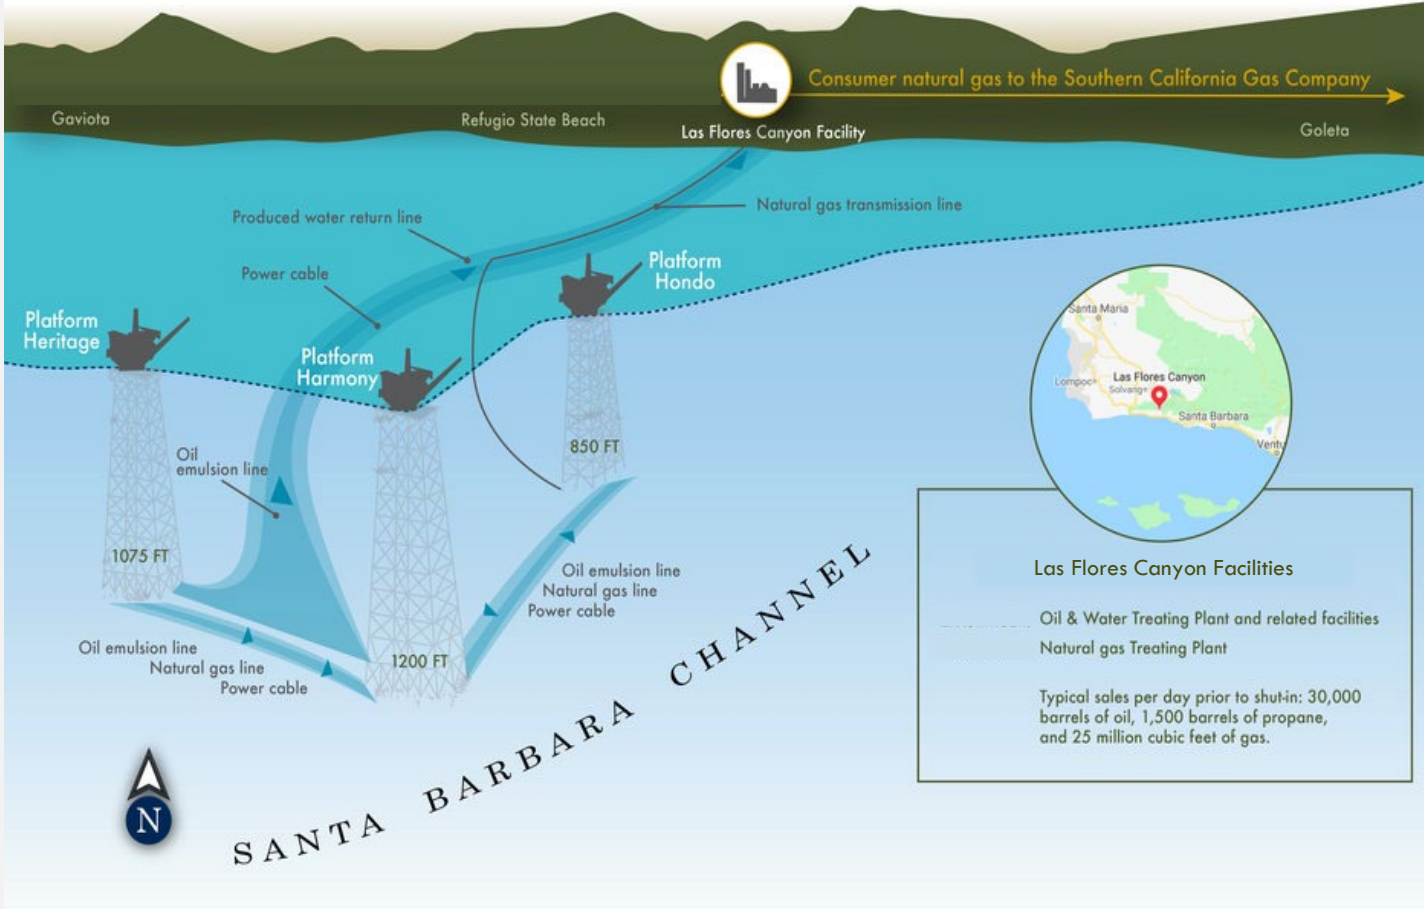 Consumer natural gas to the Southern California Gas Company
Gaviota
Refugio State Beach
Las Flores Canyon Facility
Goleta
Produced water return line
Natural gas transmission line
Power cable
Platform
Hondo
Platform
Heritage
Platform
Harmony
Oil
emulsion line
850 FT
1075 FT
1200 FT
Oil emulsion line
Natural gas line
Power cable
Oil emulsion line
Natural gas line
Power cable
SANTA BARBARA CHANNEL
N
Santa Maria
Lompoc
Las Flores Canyon
Solvang
Santa Barbara
Ventu
Las Flores Canyon Facilities
Oil & Water Treating Plant and related facilities
Natural gas Treating Plant
Typical sales per day prior to shut-in: 30,000
barrels of oil, 1,500 barrels of propane,
and 25 million cubic feet of gas.